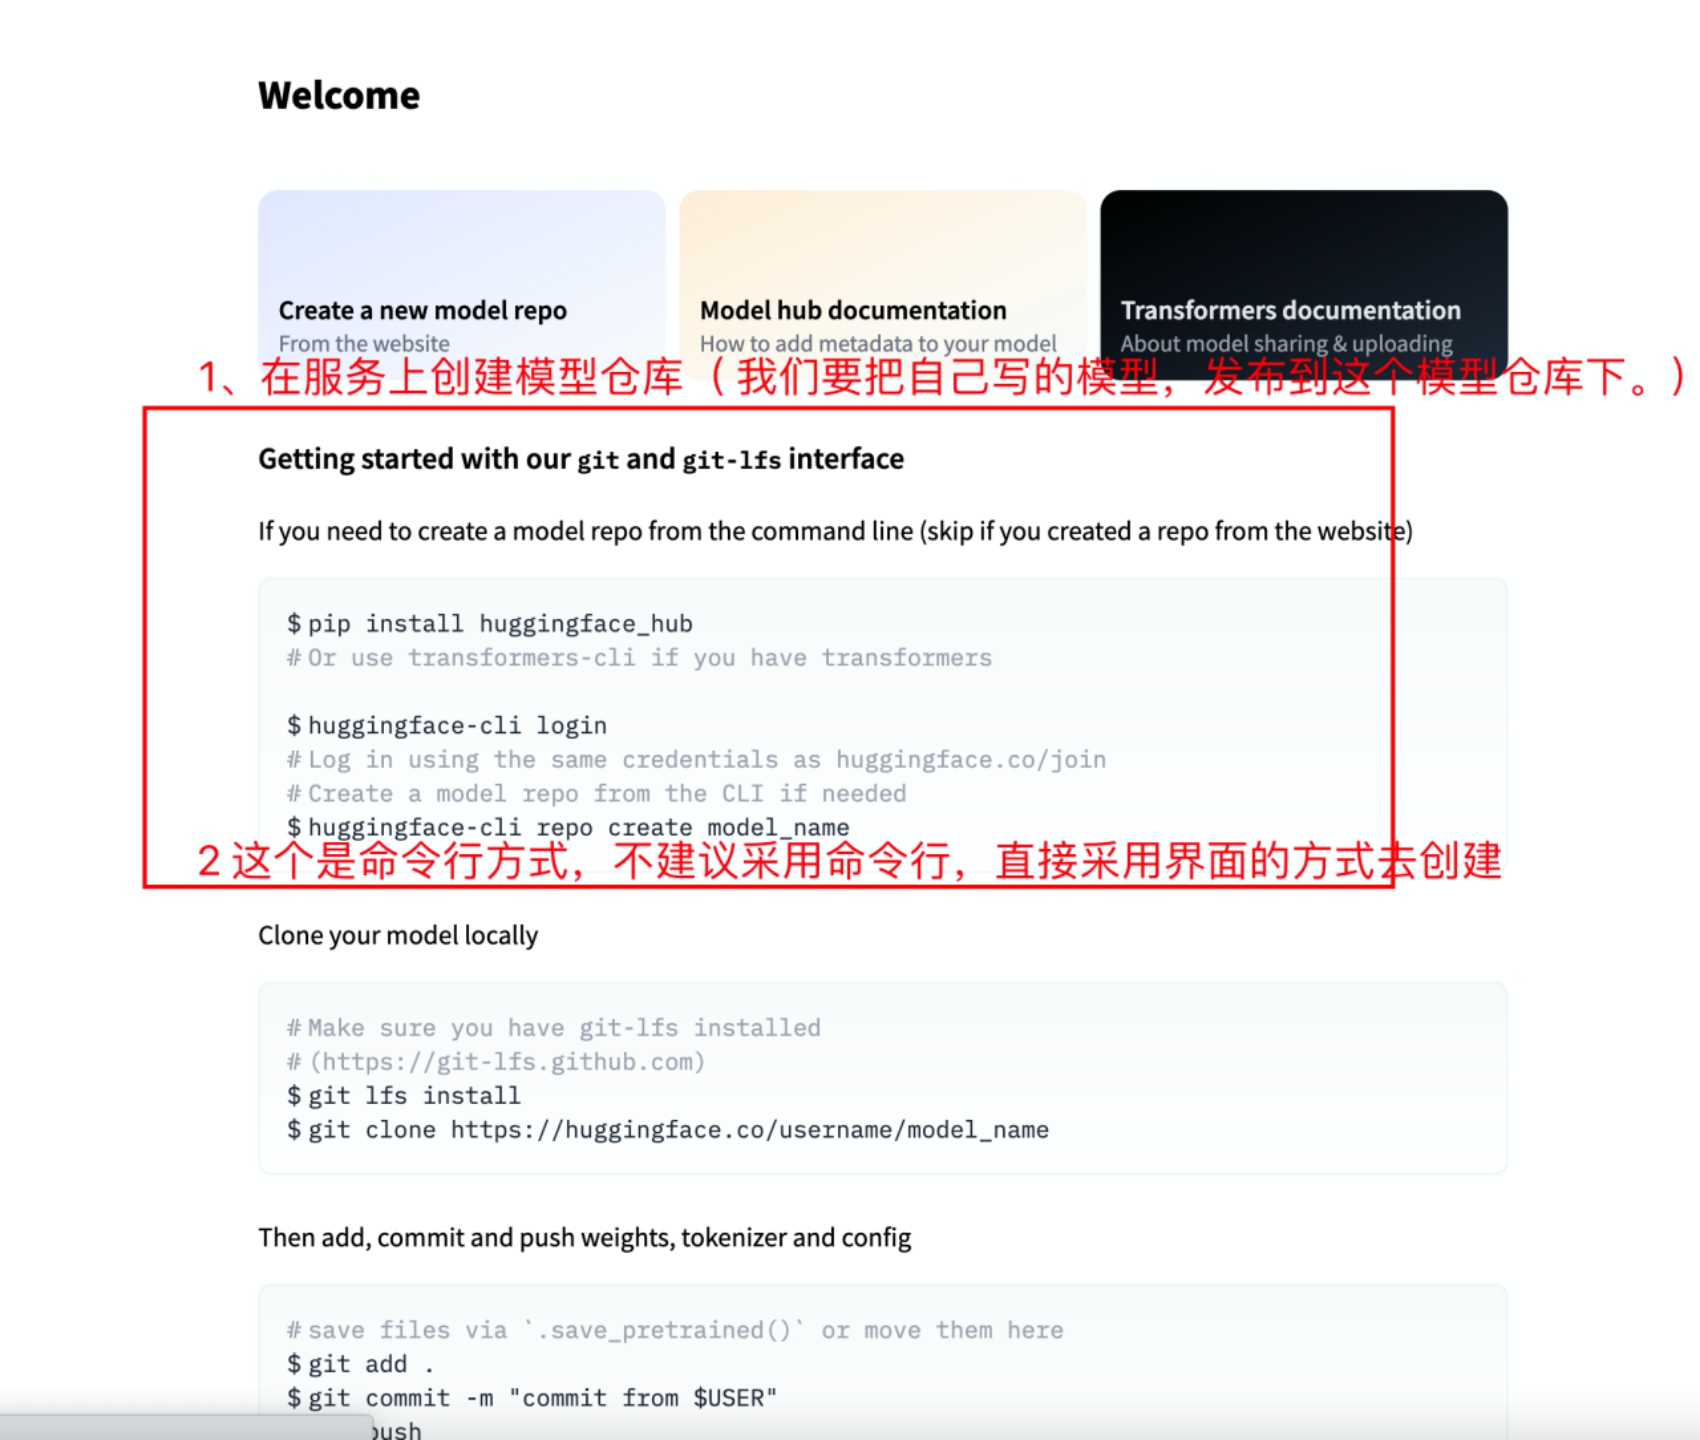 Welcome
Create a new model repo
From the website
Model hub documentation
How to add metadata to your model
Transformers documentation
About model sharing & uploading
1、在服务上创建模型仓库（我们要把自己写的模型，发布到这个模型仓库下。）
Getting started with our git and git-lfs interface
If you need to create a model repo from the command line (skip if you created a repo from the website)
$ pip install huggingface_hub
# Or use transformers-cli if you have transformers
$ huggingface-cli login
# Log in using the same credentials as huggingface.co/join
# Create a model repo from the CLI if needed
$ huggingface-cli repo create model_name
2 这个是命令行方式，不建议采用命令行，直接采用界面的方式去创建
Clone your model locally
# Make sure you have git-lfs installed
# (https://git-lfs.github.com)
$ git lfs install
$ git clone https://huggingface.co/username/model_name
Then add, commit and push weights, tokenizer and config
# save files via `.save_pretrained()` or move them here
$ git add .
$ git commit -m "commit from $USER"
push